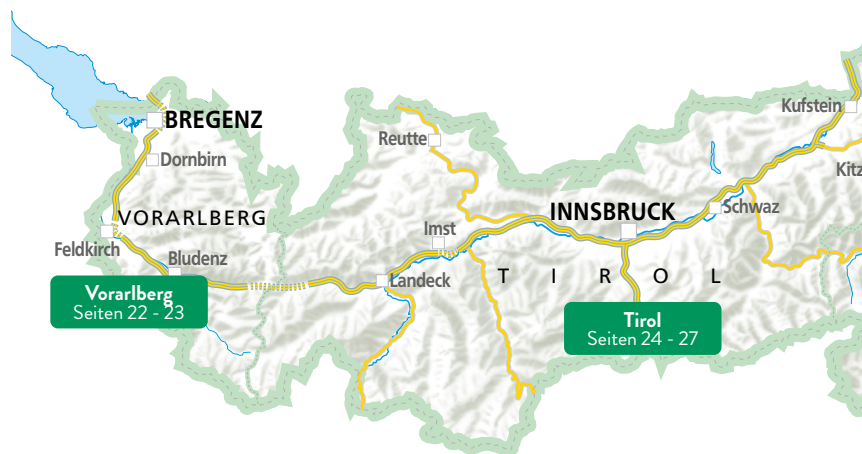 Kufstein
BREGENZ
Reutte
Dornbirn
Kitz
INNSBRUCK
Schwaz
VORARLBERG
Imst
Feldkirch
Bludenz
Landeck
TIROL
Vorarlberg
Seiten 22 - 23
Tirol
Seiten 24 - 27